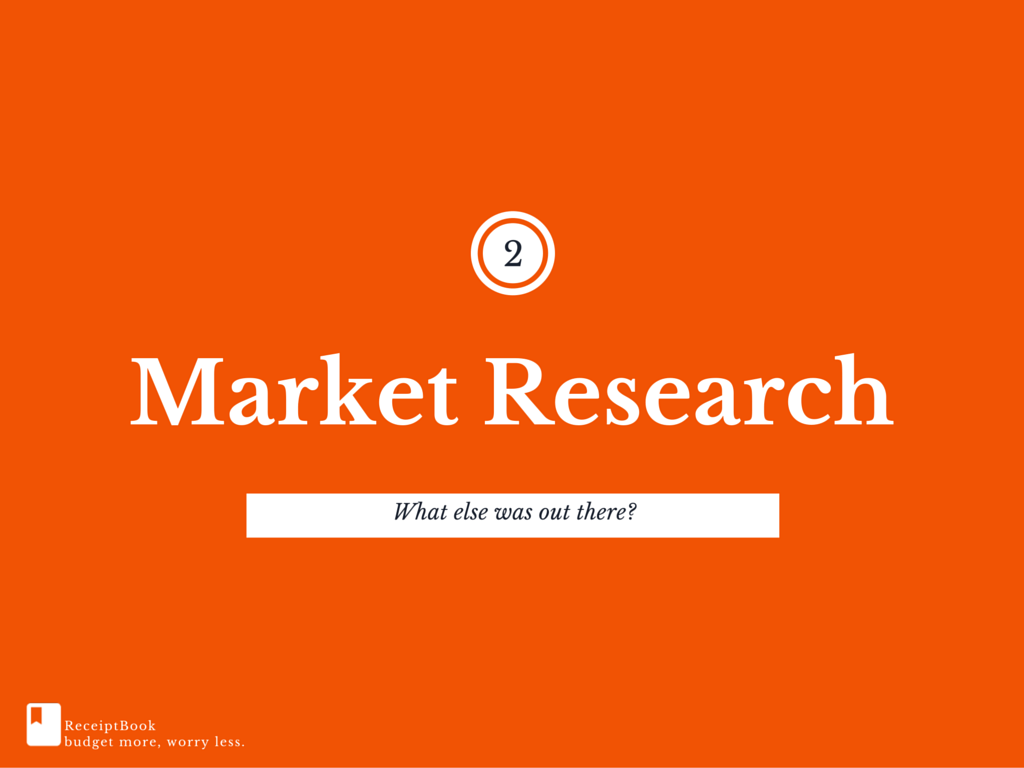 2
Market Research
What else was out there?
ReceiptBook
budget more, worry less.